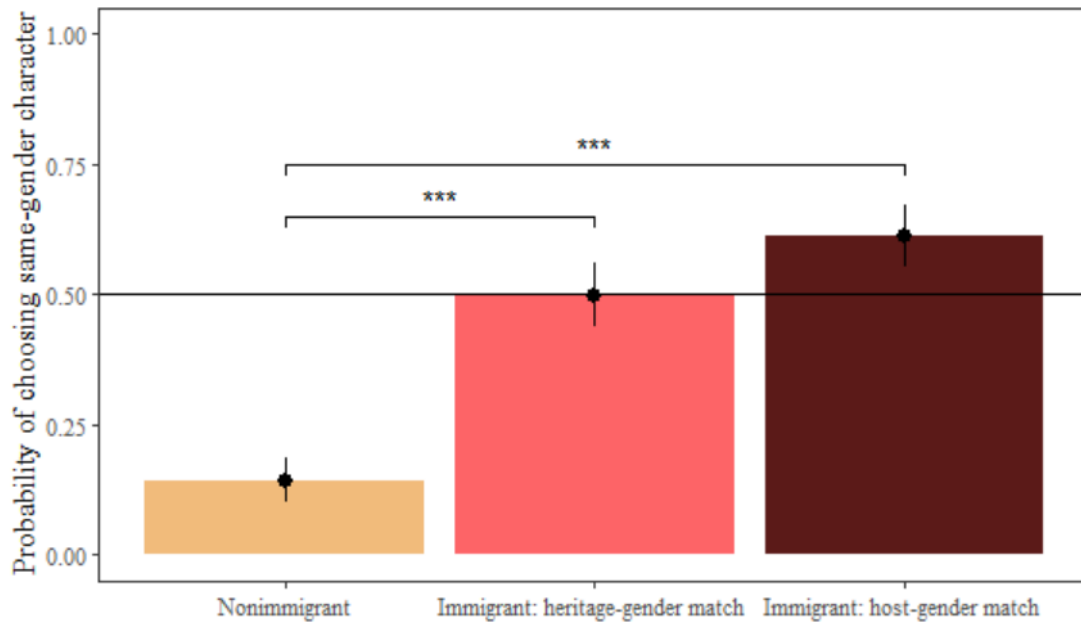 Probability of choosing same-gender character
1.00
0.75
0.50
0.25
0.00
***
***
Nonimmigrant
Immigrant: heritage-gender match
Immigrant: host-gender match